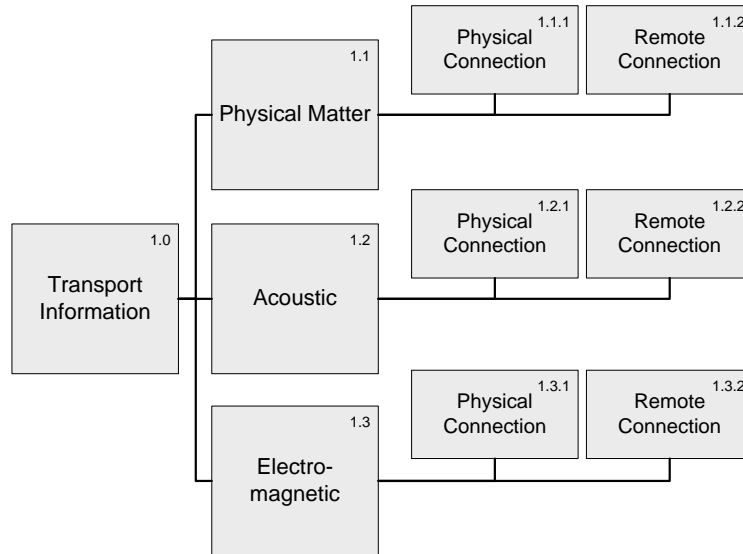 1.1
Physical Matter
1.1.1
Physical
Connection
1.1.2
Remote
Connection
1.0
Transport
Information
1.2
Acoustic
1.2.1
Physical
Connection
1.2.2
Remote
Connection
1.3
Electro-
magnetic
1.3.1
Physical
Connection
1.3.2
Remote
Connection